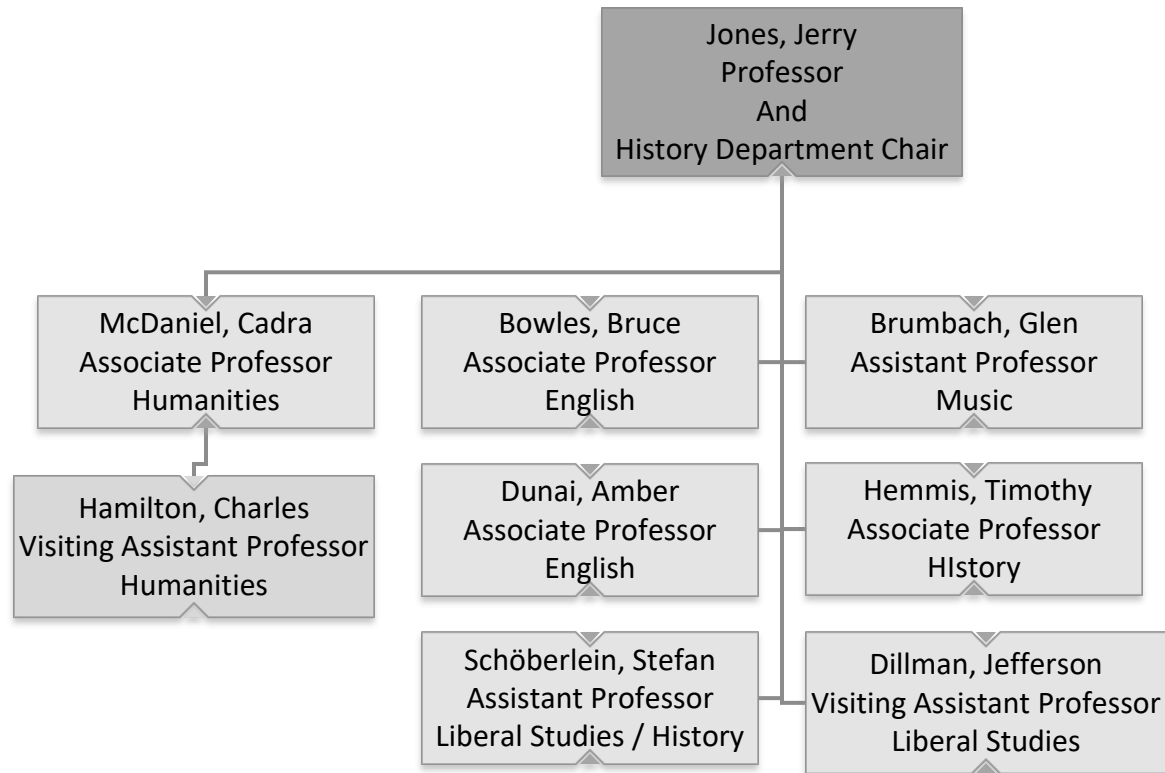 Jones, Jerry
Professor
And
History Department Chair
McDaniel, Cadra
Associate Professor
Humanities
Bowles, Bruce
Associate Professor
English
Brumbach, Glen
Assistant Professor
Music
Hamilton, Charles
Visiting Assistant Professor
Humanities
Dunai, Amber
Associate Professor
English
Hemmis, Timothy
Associate Professor
HIstory
Schöberlein, Stefan
Assistant Professor
Liberal Studies / History
Dillman, Jefferson
Visiting Assistant Professor
Liberal Studies